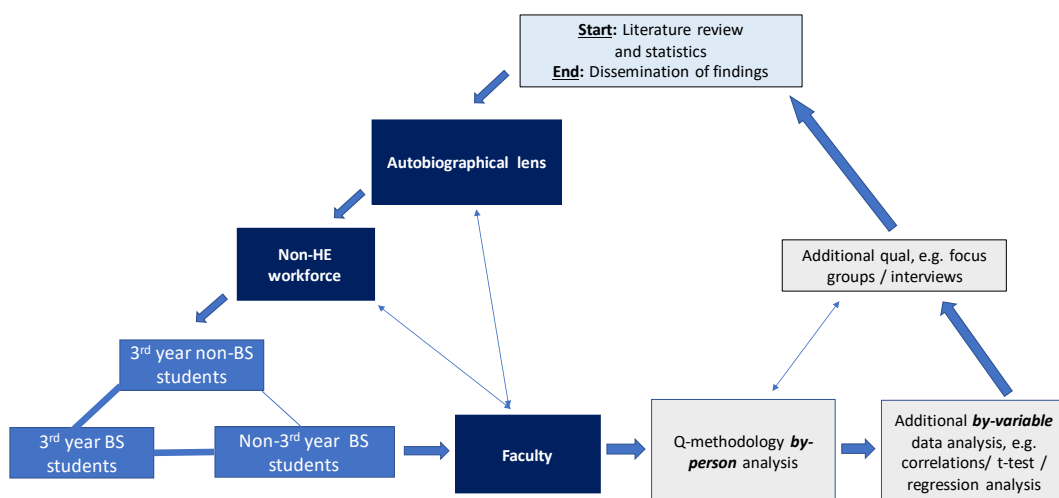 Start: Literature review
and statistics
End: Dissemination of findings
Autobiographical lens
Non-HE
workforce
Additional qual, e.g. focus
groups / interviews
3rd year non-BS
students
3rd year BS
students
Non-3rd year BS
students
Faculty
Q-methodology by-
person analysis
Additional by-variable
data analysis, e.g.
correlations/ t-test /
regression analysis